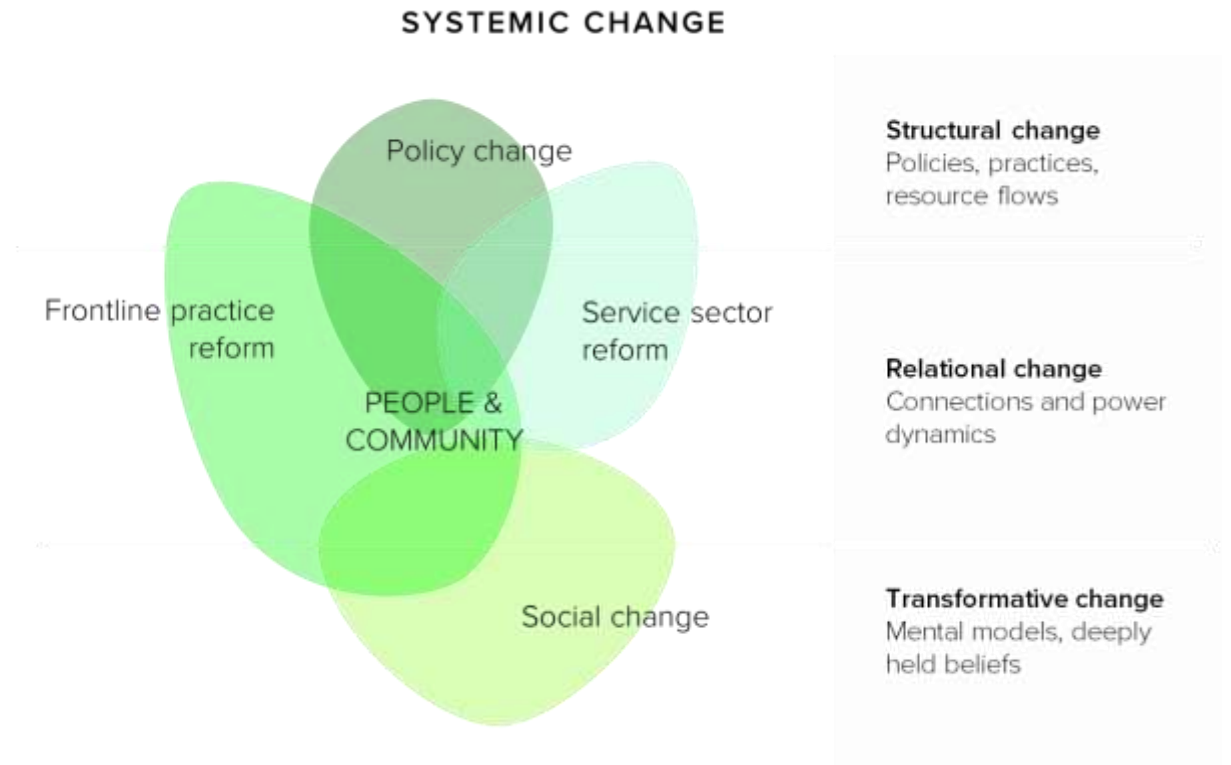 SYSTEMIC CHANGE
Policy change
Frontline practice
reform
Service sector
reform
PEOPLE &
COMMUNITY
Social change
Structural change
Policies, practices,
resource flows
Relational change
Connections and power
dynamics
Transformative change
Mental models, deeply
held beliefs